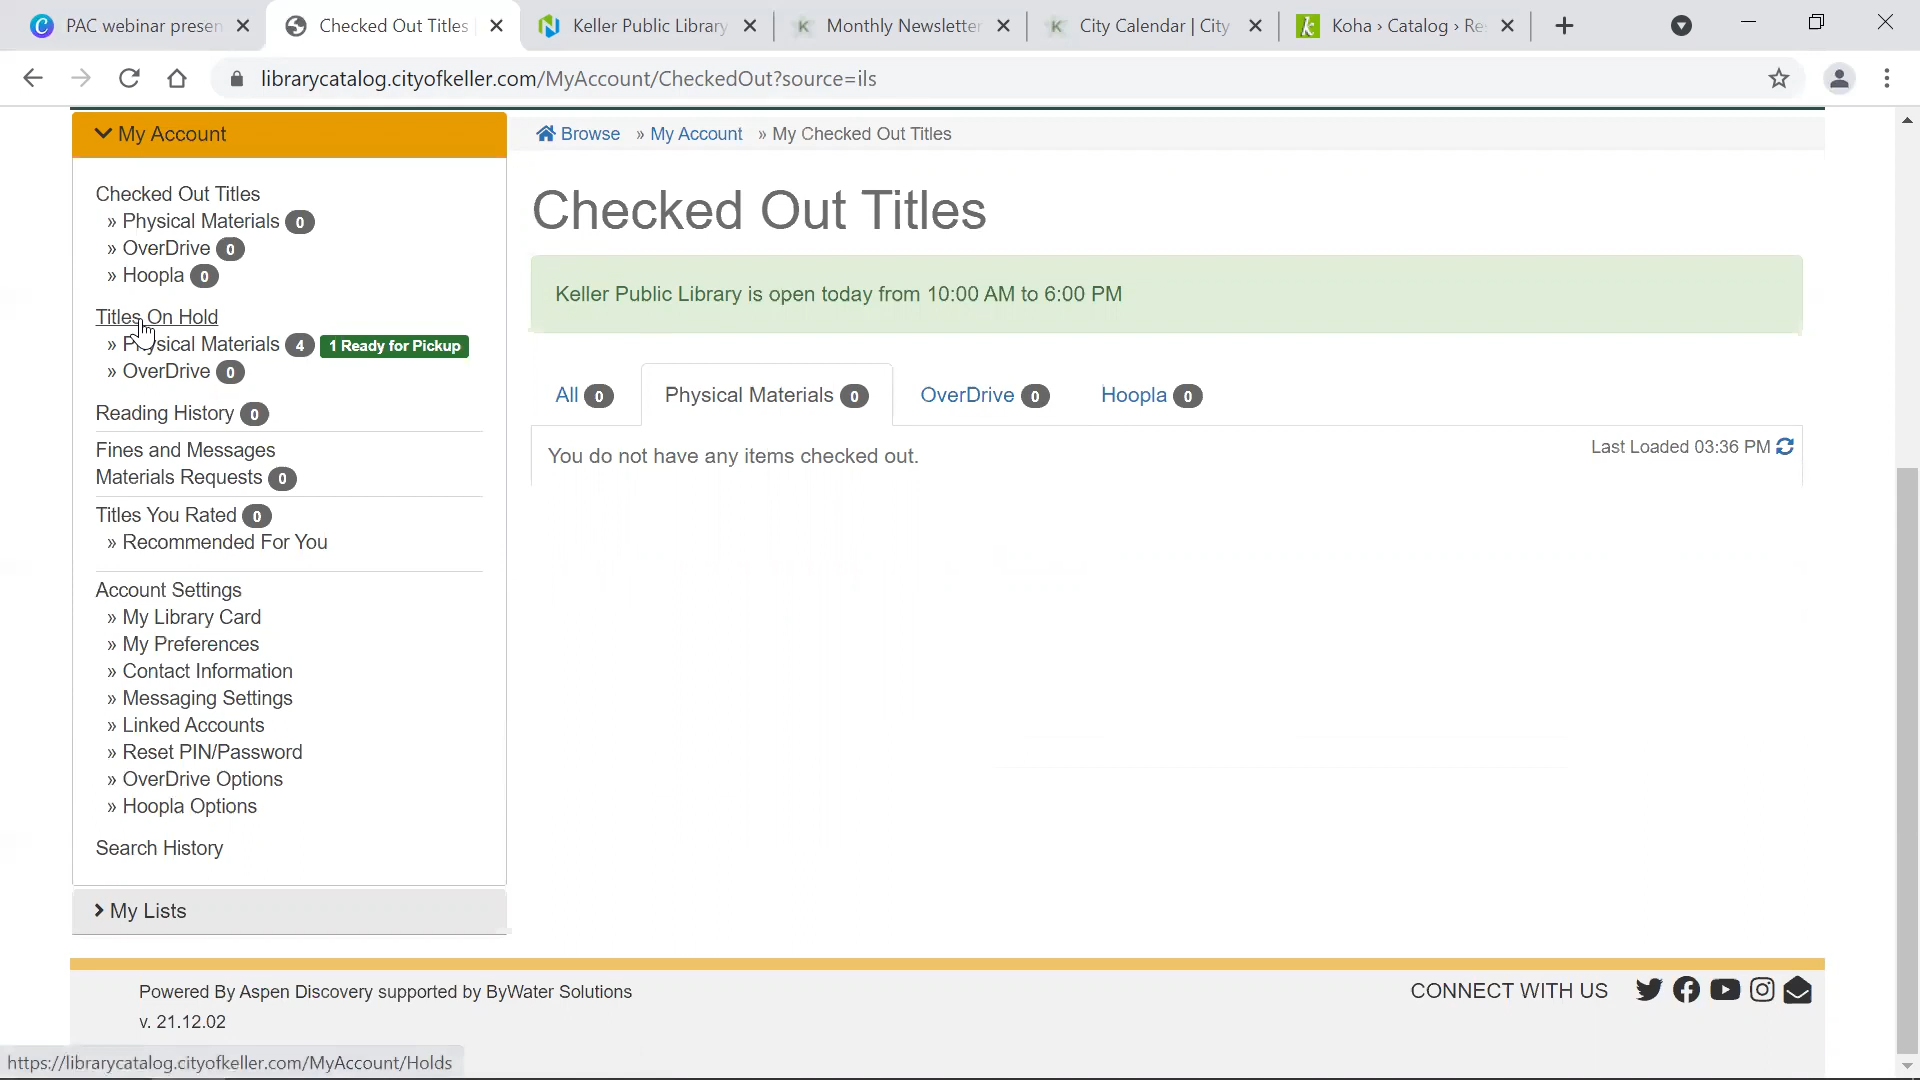 PAC webinar presen
Checked Out Titles
Keller Public Library
Monthly Newsletter
City Calendar | City
Koha › Catalog › Re
librarycatalog.cityofkeller.com/MyAccount/CheckedOut?source=ils
My Account
Checked Out Titles
» Physical Materials 0
» OverDrive 0
» Hoopla 0
Titles On Hold
» Physical Materials 4 1 Ready for Pickup
» OverDrive 0
Reading History 0
Fines and Messages
Materials Requests 0
Titles You Rated 0
» Recommended For You
Account Settings
» My Library Card
» My Preferences
» Contact Information
» Messaging Settings
» Linked Accounts
» Reset PIN/Password
» OverDrive Options
» Hoopla Options
Search History
My Lists
Browse » My Account » My Checked Out Titles
Checked Out Titles
Keller Public Library is open today from 10:00 AM to 6:00 PM
All 0 Physical Materials 0 OverDrive 0 Hoopla 0
You do not have any items checked out.
Last Loaded 03:36 PM
Powered By Aspen Discovery supported by ByWater Solutions
v. 21.12.02
CONNECT WITH US
https://librarycatalog.cityofkeller.com/MyAccount/Holds